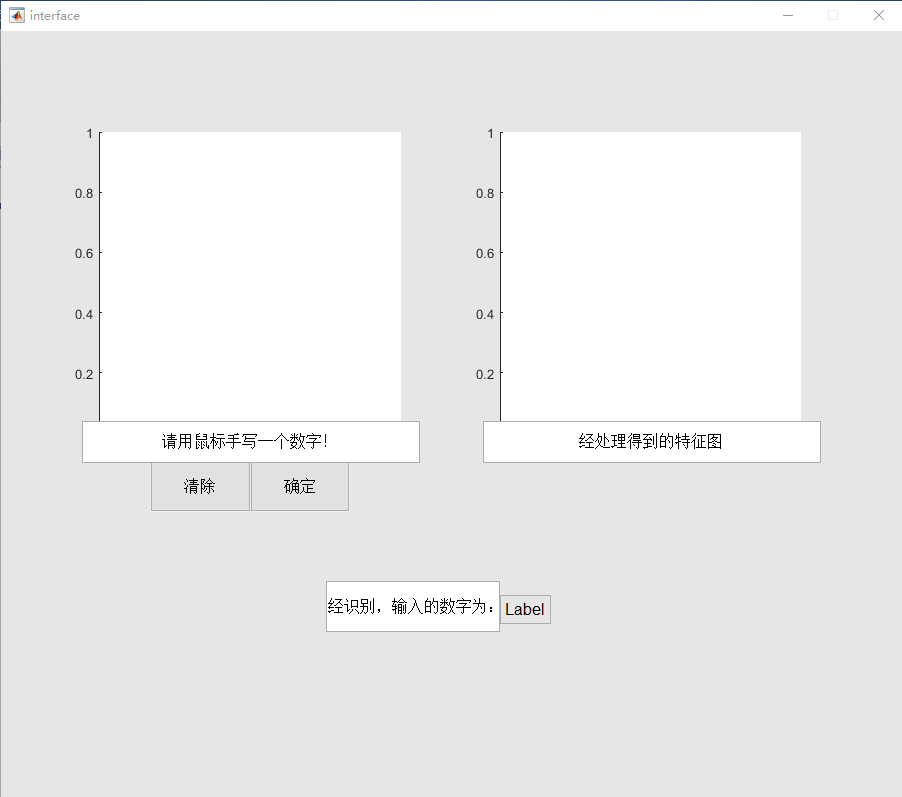 interface
1
0.8
0.6
0.4
0.2
1
0.8
0.6
0.4
0.2
请用鼠标手写一个数字！
经处理得到的特征图
清除
确定
经识别，输入的数字为：
Label